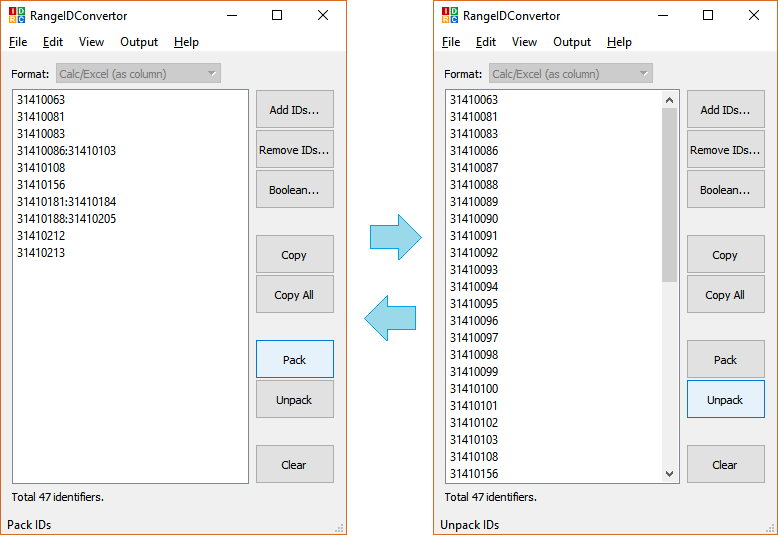 RangeIDConvertor
File Edit View Output Help
Format: Calc/Excel (as column)
31410063
31410081
31410083
31410086:31410103
31410108
31410156
31410181:31410184
31410188:31410205
31410212
31410213
Add IDs...
Remove IDs...
Boolean...
Copy
Copy All
Pack
Unpack
Clear
Total 47 identifiers.
Pack IDs
RangeIDConvertor
File Edit View Output Help
Format: Calc/Excel (as column)
31410063
31410081
31410083
31410086
31410087
31410088
31410089
31410090
31410091
31410092
31410093
31410094
31410095
31410096
31410097
31410098
31410099
31410100
31410101
31410102
31410103
31410108
31410156
Add IDs...
Remove IDs...
Boolean...
Copy
Copy All
Pack
Unpack
Clear
Total 47 identifiers.
Unpack IDs